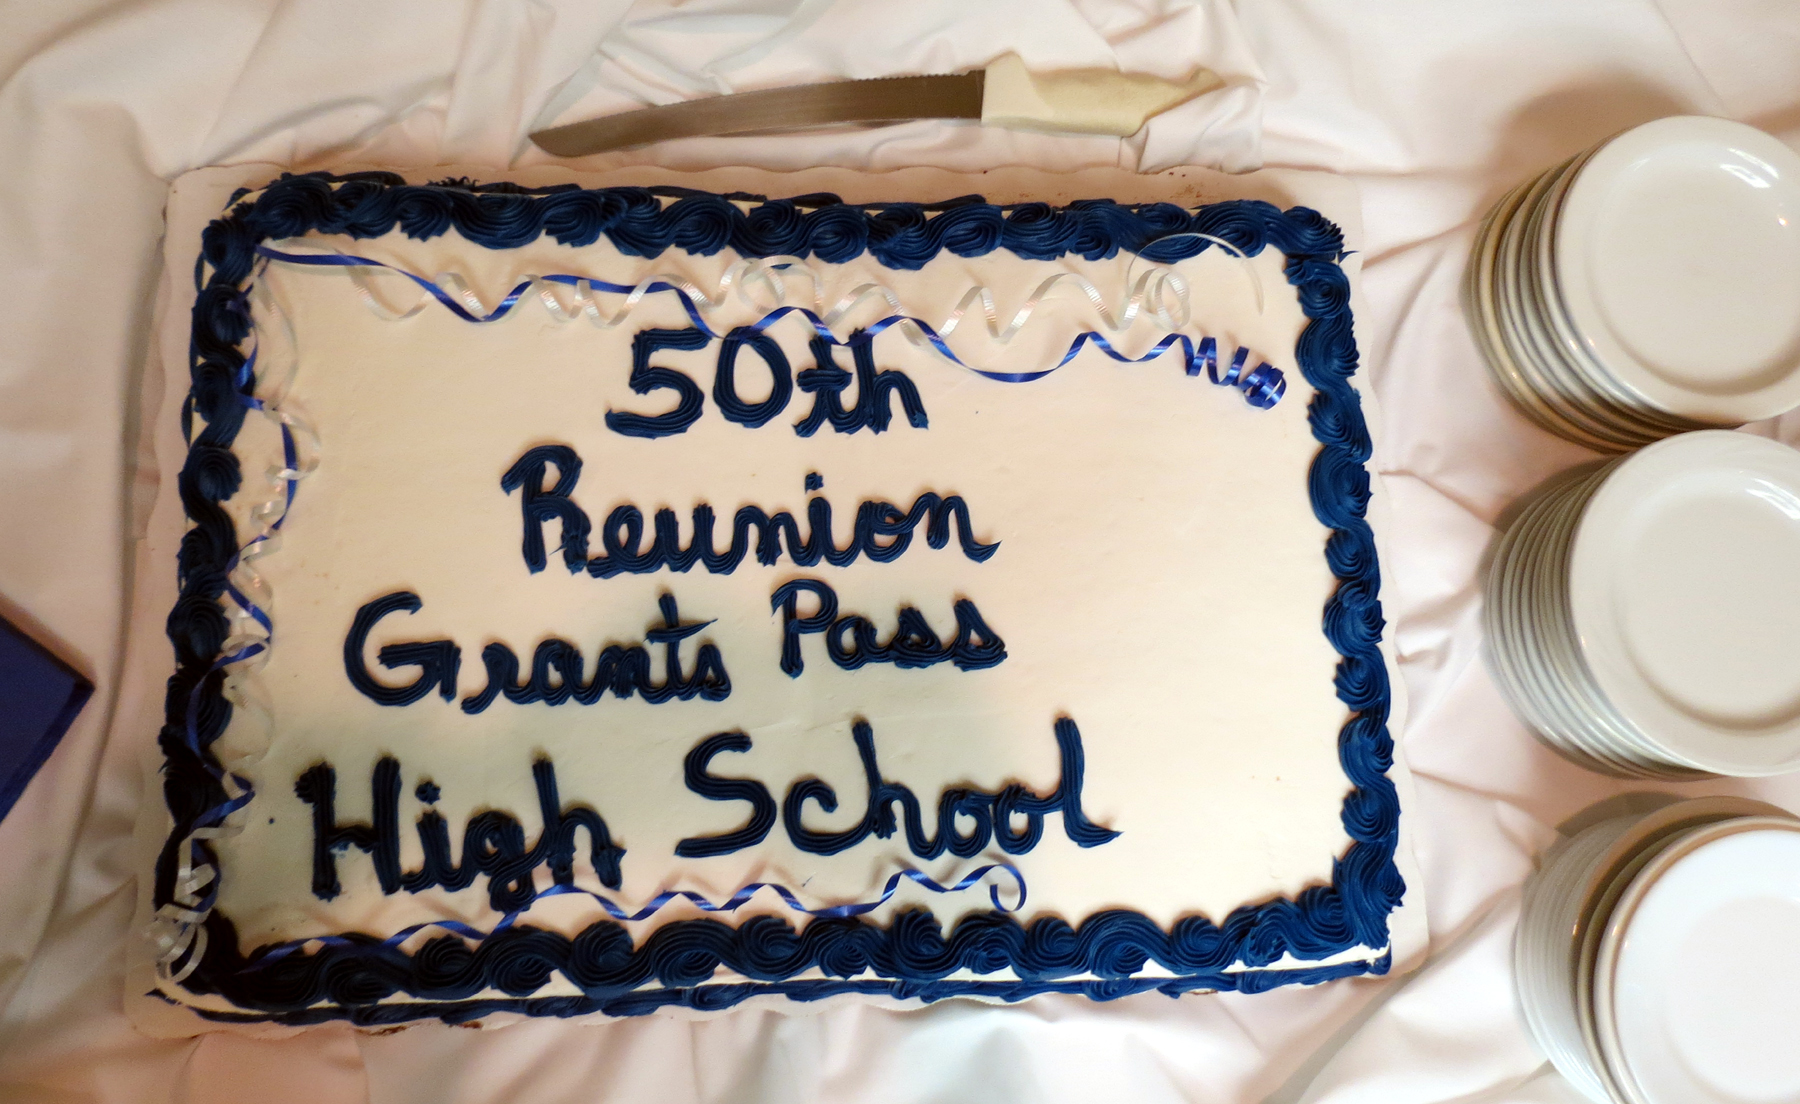 50th
Reunion
Grants Pass
High School